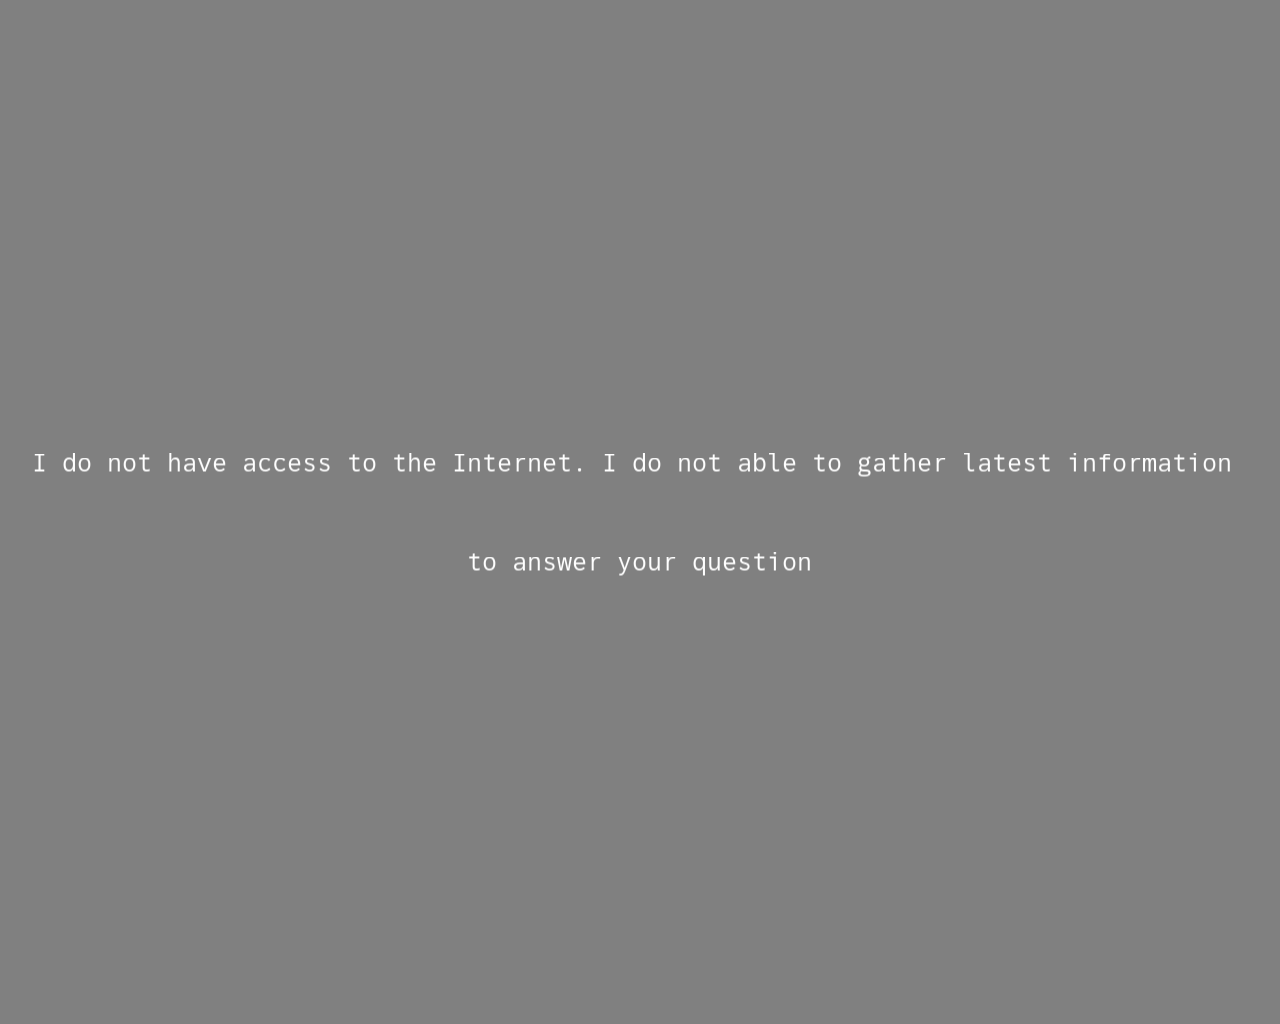 I do not have access to the Internet. I do not able to gather latest information
to answer your question